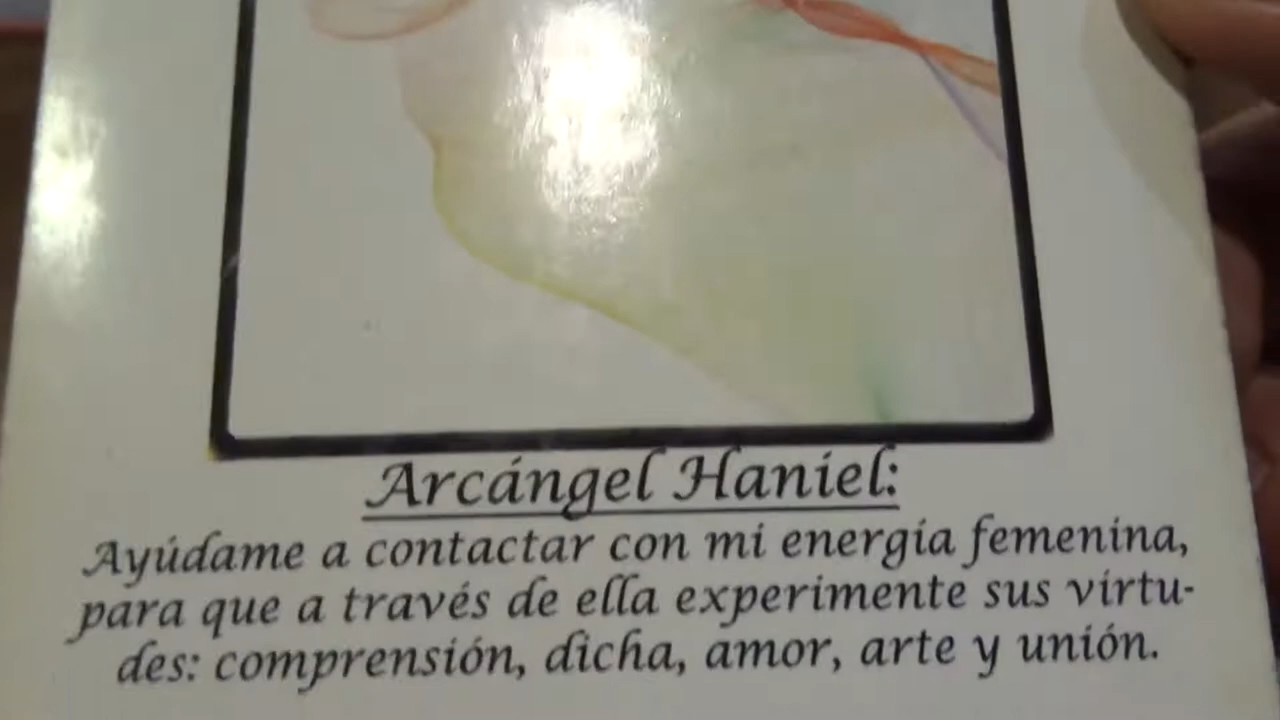 Arcángel Haniel:
Ayúdame a contactar con mi energía femenina,
para que a través de ella experimente sus virtu-
des: comprensión, dicha, amor, arte y unión.